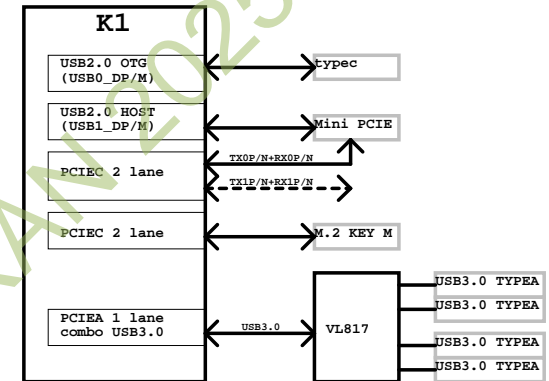 K1
USB2.0 OTG
(USB0_DP/M)
typec
USB2.0 HOST
(USB1_DP/M)
Mini PCIE
TX0P/N+RX0P/N
PCIEC 2 lane
TX1P/N+RX1P/N
PCIEC 2 lane
M.2 KEY M
PCIEA 1 lane
combo USB3.0
USB3.0
VL817
USB3.0 TYPEA
USB3.0 TYPEA
USB3.0 TYPEA
USB3.0 TYPEA
2025